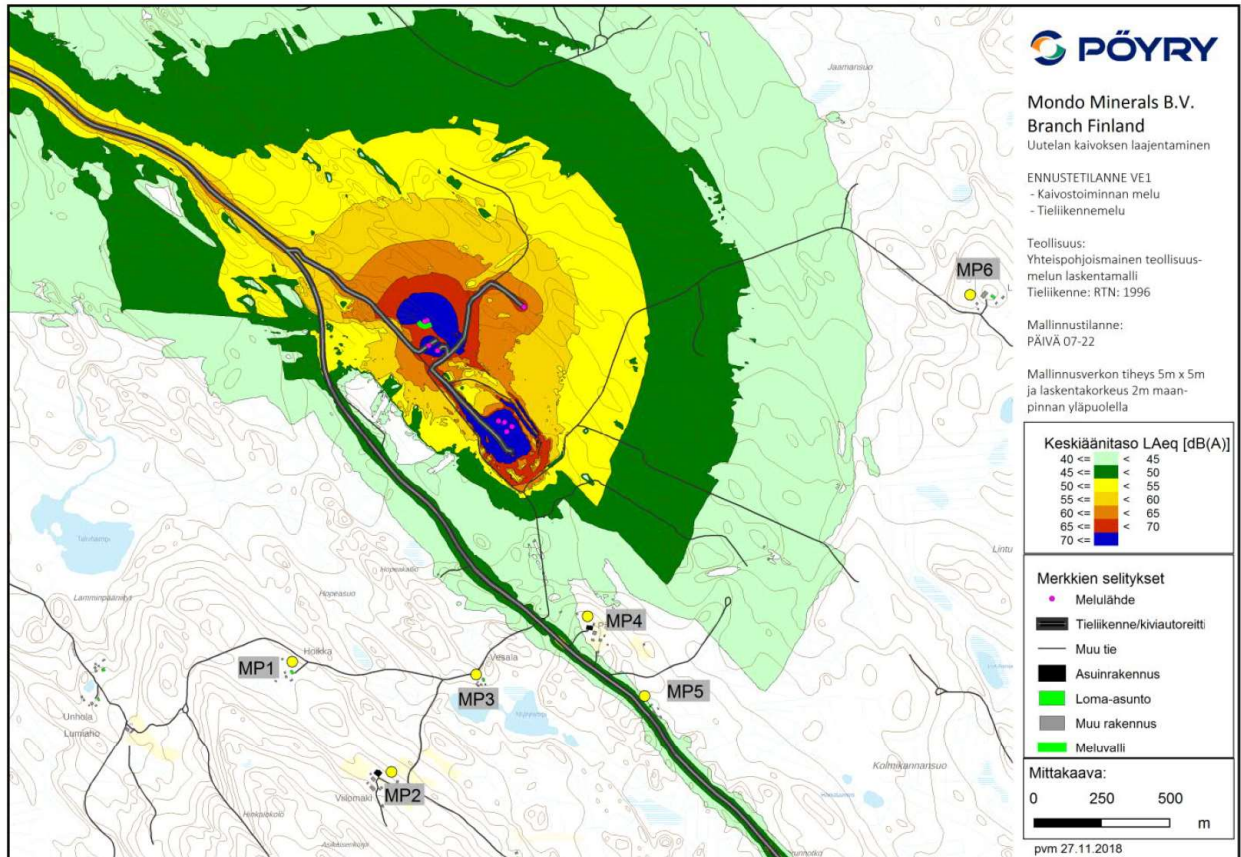 PÖYRY
Mondo Minerals B.V.
Branch Finland
Uutelan kaivoksen laajentaminen
ENNUSTETILANNE VE1
- Kaivostoiminnan melu
- Tieliikennemelu
Teollisuus:
Yhteispohjoismainen teollisuus-
melun laskentamalli
Tieliikenne: RTN: 1996
Mallinnustilanne:
PÄIVÄ 07-22
Mallinnusverkon tiheys 5m x 5m
ja laskentakorkeus 2m maan-
pinnan yläpuolella
Keskiäänitaso LAeq [dB(A)]
40 <= < 45
45 <= < 50
50 <= < 55
55 <= < 60
60 <= < 65
65 <= < 70
70 <=
Merkkien selitykset
Melulähde
Tieliikenne/kiviautoreitti
Muu tie
Asuinrakennus
Loma-asunto
Muu rakennus
Meluvalli
Mittakaava:
0 250 500
m
pvm 27.11.2018
Jaamansuo
MP6
Lintu
Hopeakallio
Lamminpäänityt
Hopeasuo
MP4
Hoikka
MP1
Vesala
MP3
MP5
Unhola
Lumiaho
Kolmikannansuo
MP2
Vilomäki